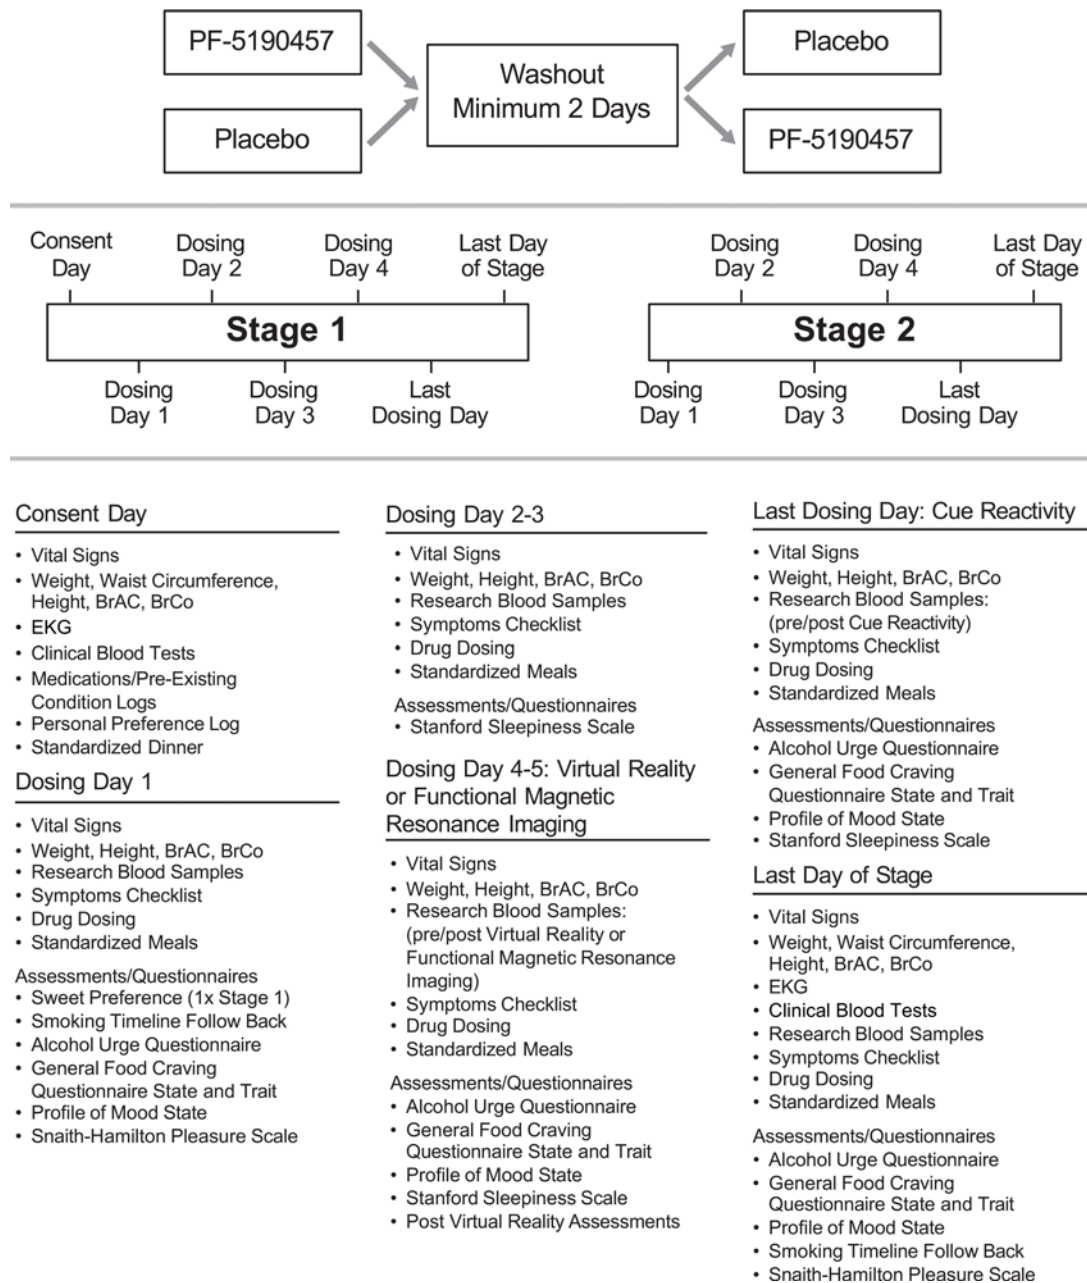 PF-5190457
Placebo
Washout
Minimum 2 Days
Placebo
PF-5190457
Consent
Day
Dosing
Day 2
Dosing
Day 4
Last Day
of Stage
Stage 1
Dosing
Day 1
Dosing
Day 3
Last
Dosing Day
Dosing
Day 2
Dosing
Day 4
Last Day
of Stage
Stage 2
Dosing
Day 1
Dosing
Day 3
Last
Dosing Day
Consent Day
• Vital Signs
• Weight, Waist Circumference,
Height, BrAC, BrCo
• EKG
• Clinical Blood Tests
• Medications/Pre-Existing
Condition Logs
• Personal Preference Log
• Standardized Dinner
Dosing Day 1
• Vital Signs
• Weight, Height, BrAC, BrCo
• Research Blood Samples
• Symptoms Checklist
• Drug Dosing
• Standardized Meals
Assessments/Questionnaires
• Sweet Preference (1x Stage 1)
• Smoking Timeline Follow Back
• Alcohol Urge Questionnaire
• General Food Craving
Questionnaire State and Trait
• Profile of Mood State
• Snaith-Hamilton Pleasure Scale
Dosing Day 2-3
• Vital Signs
• Weight, Height, BrAC, BrCo
• Research Blood Samples
• Symptoms Checklist
• Drug Dosing
• Standardized Meals
Assessments/Questionnaires
• Stanford Sleepiness Scale
Dosing Day 4-5: Virtual Reality
or Functional Magnetic
Resonance Imaging
• Vital Signs
• Weight, Height, BrAC, BrCo
• Research Blood Samples:
(pre/post Virtual Reality or
Functional Magnetic Resonance
Imaging)
• Symptoms Checklist
• Drug Dosing
• Standardized Meals
Assessments/Questionnaires
• Alcohol Urge Questionnaire
• General Food Craving
Questionnaire State and Trait
• Profile of Mood State
• Stanford Sleepiness Scale
• Post Virtual Reality Assessments
Last Dosing Day: Cue Reactivity
• Vital Signs
• Weight, Height, BrAC, BrCo
• Research Blood Samples:
(pre/post Cue Reactivity)
• Symptoms Checklist
• Drug Dosing
• Standardized Meals
Assessments/Questionnaires
• Alcohol Urge Questionnaire
• General Food Craving
Questionnaire State and Trait
• Profile of Mood State
• Stanford Sleepiness Scale
Last Day of Stage
• Vital Signs
• Weight, Waist Circumference,
Height, BrAC, BrCo
• EKG
• Clinical Blood Tests
• Research Blood Samples
• Symptoms Checklist
• Drug Dosing
• Standardized Meals
Assessments/Questionnaires
• Alcohol Urge Questionnaire
• General Food Craving
Questionnaire State and Trait
• Profile of Mood State
• Smoking Timeline Follow Back
• Snaith-Hamilton Pleasure Scale